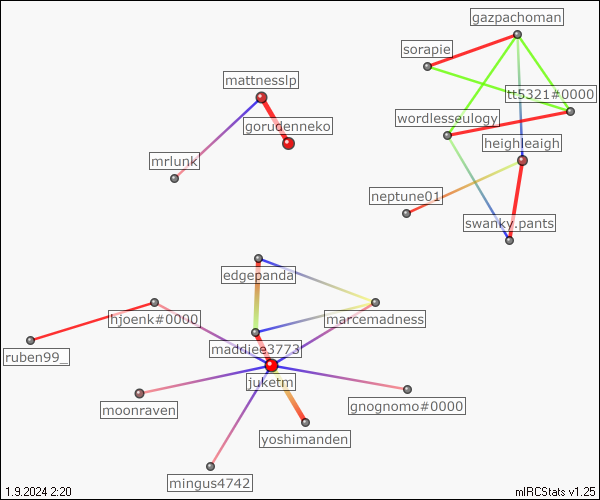 gazpachoman
sorapie
mattnesslp
tt5321#0000
wordlesseulogy
gorudenneko
heighleaigh
mrlunk
neptune01
swanky.pants
edgepanda
hjoenk#0000
marcemadness
maddiee3773
ruben99_
juketm
moonraven
gnognomo#0000
yoshimanden
mingus4742
1.9.2024 2:20
mIRCStats v1.25